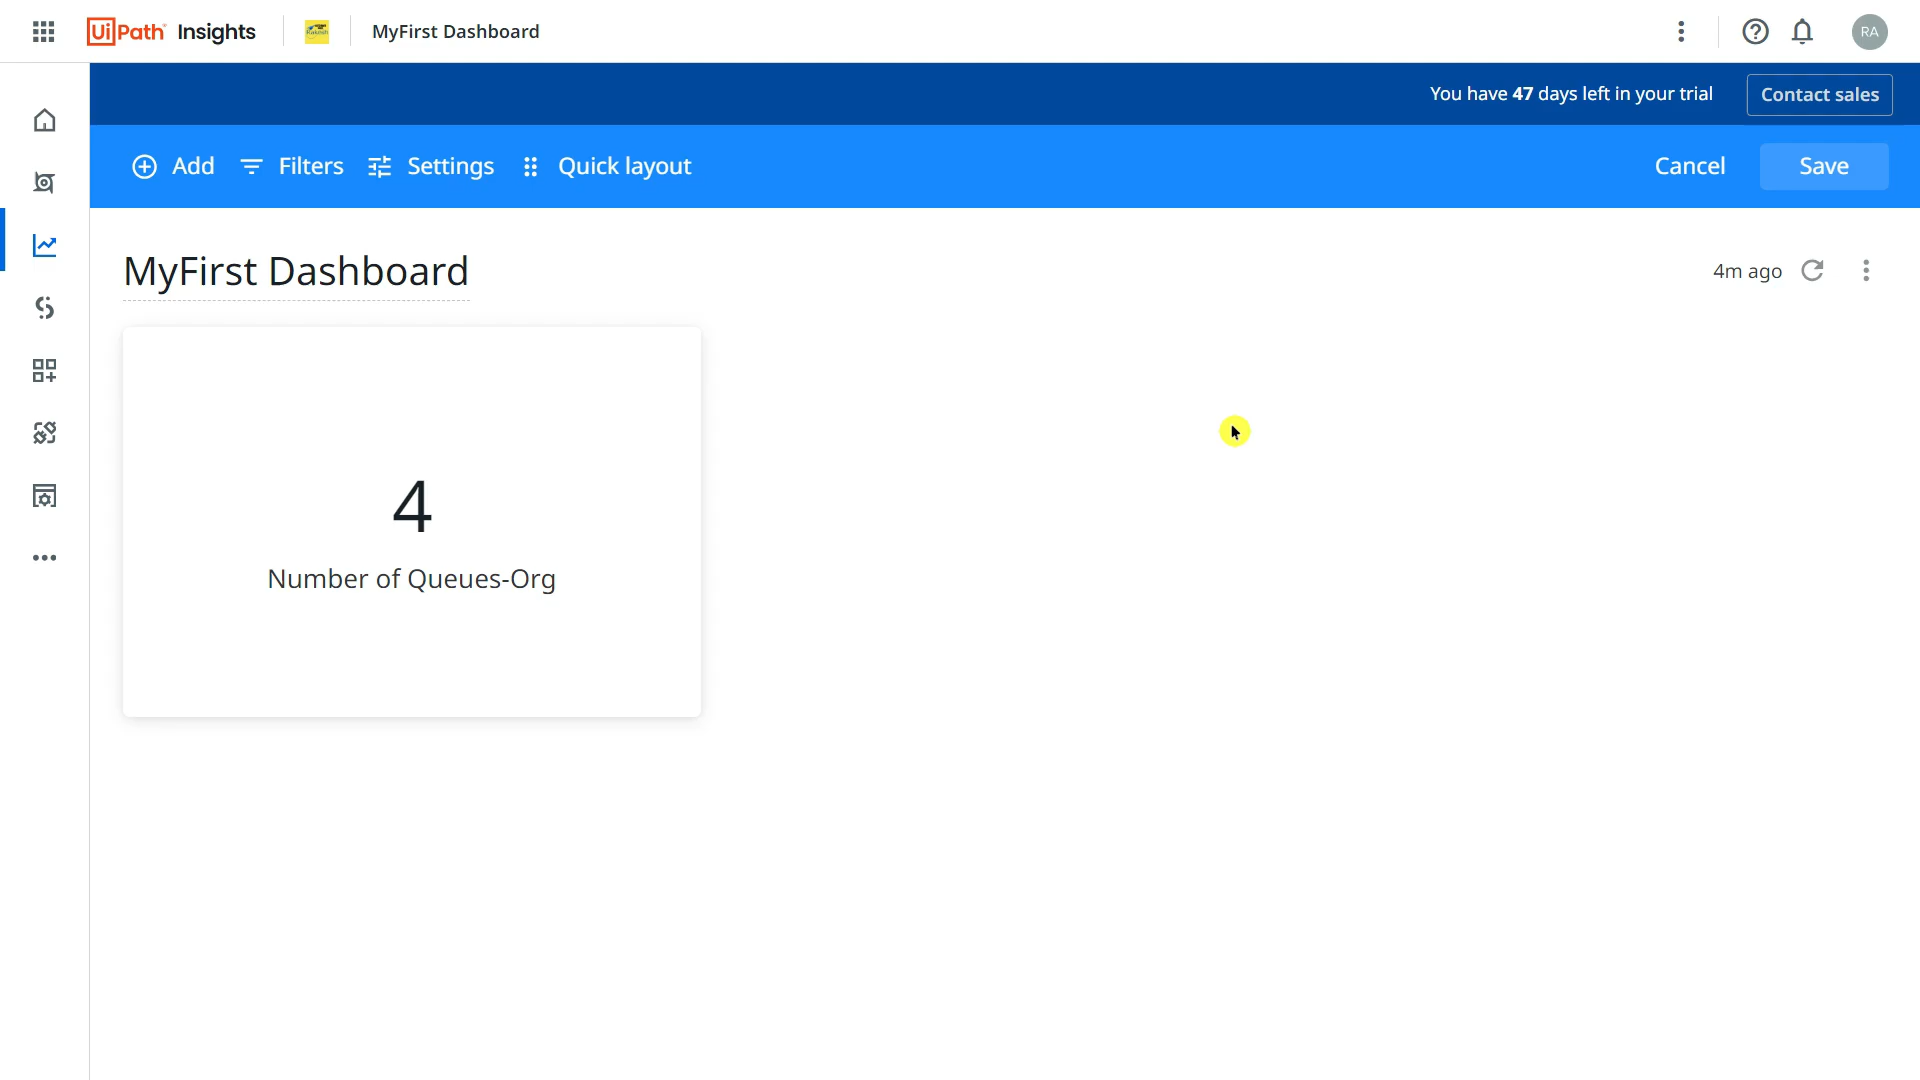 UiPath Insights MyFirst Dashboard RA
You have 47 days left in your trial Contact sales
Add Filters Settings Quick layout Cancel Save
MyFirst Dashboard
4m ago
4
Number of Queues-Org